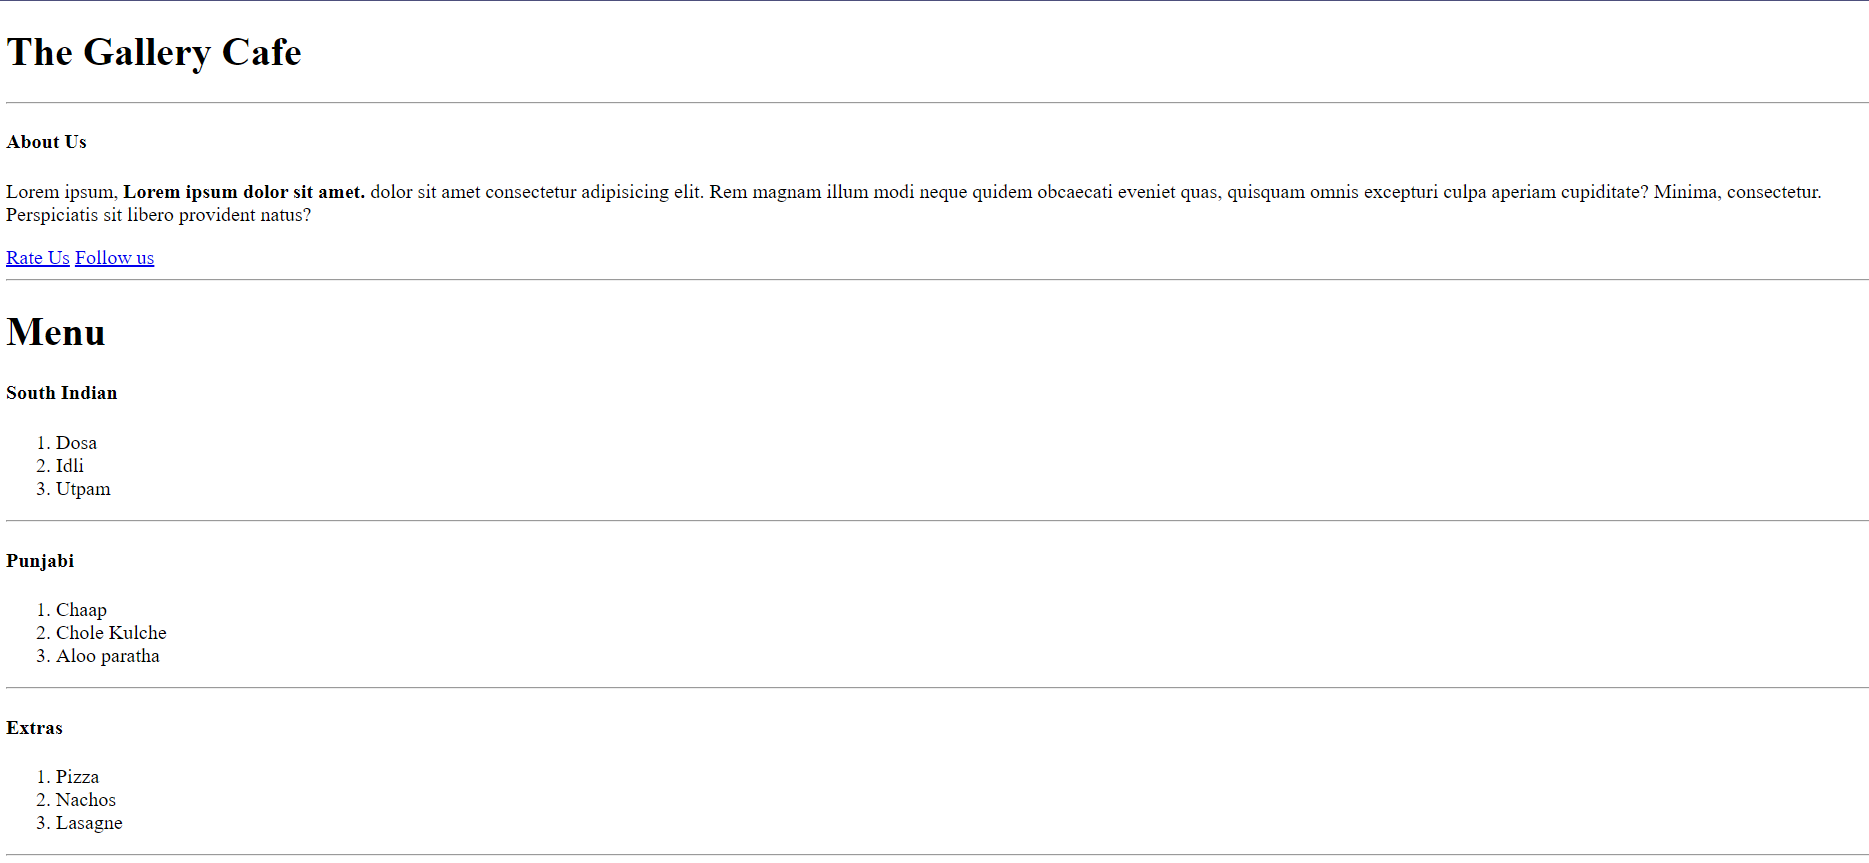 The Gallery Cafe
About Us
Lorem ipsum, Lorem ipsum dolor sit amet. dolor sit amet consectetur adipisicing elit. Rem magnam illum modi neque quidem obcaecati eveniet quas, quisquam omnis excepturi culpa aperiam cupiditate? Minima, consectetur.
Perspiciatis sit libero provident natus?
Rate Us Follow us
Menu
South Indian
1. Dosa
2. Idli
3. Utpam
Punjabi
1. Chaap
2. Chole Kulche
3. Aloo paratha
Extras
1. Pizza
2. Nachos
3. Lasagne